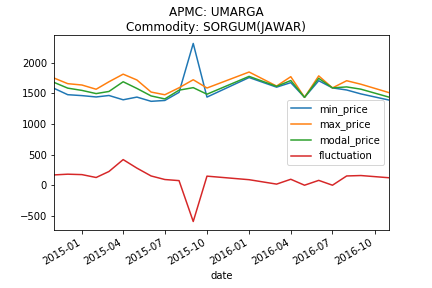 APMC: UMARGA
Commodity: SORGUM(JAWAR)
2000
1500
1000
500
0
−500
min_price
max_price
modal_price
fluctuation
2015-01
2015-04
2015-07
2015-10
2016-01
2016-04
2016-07
2016-10
date